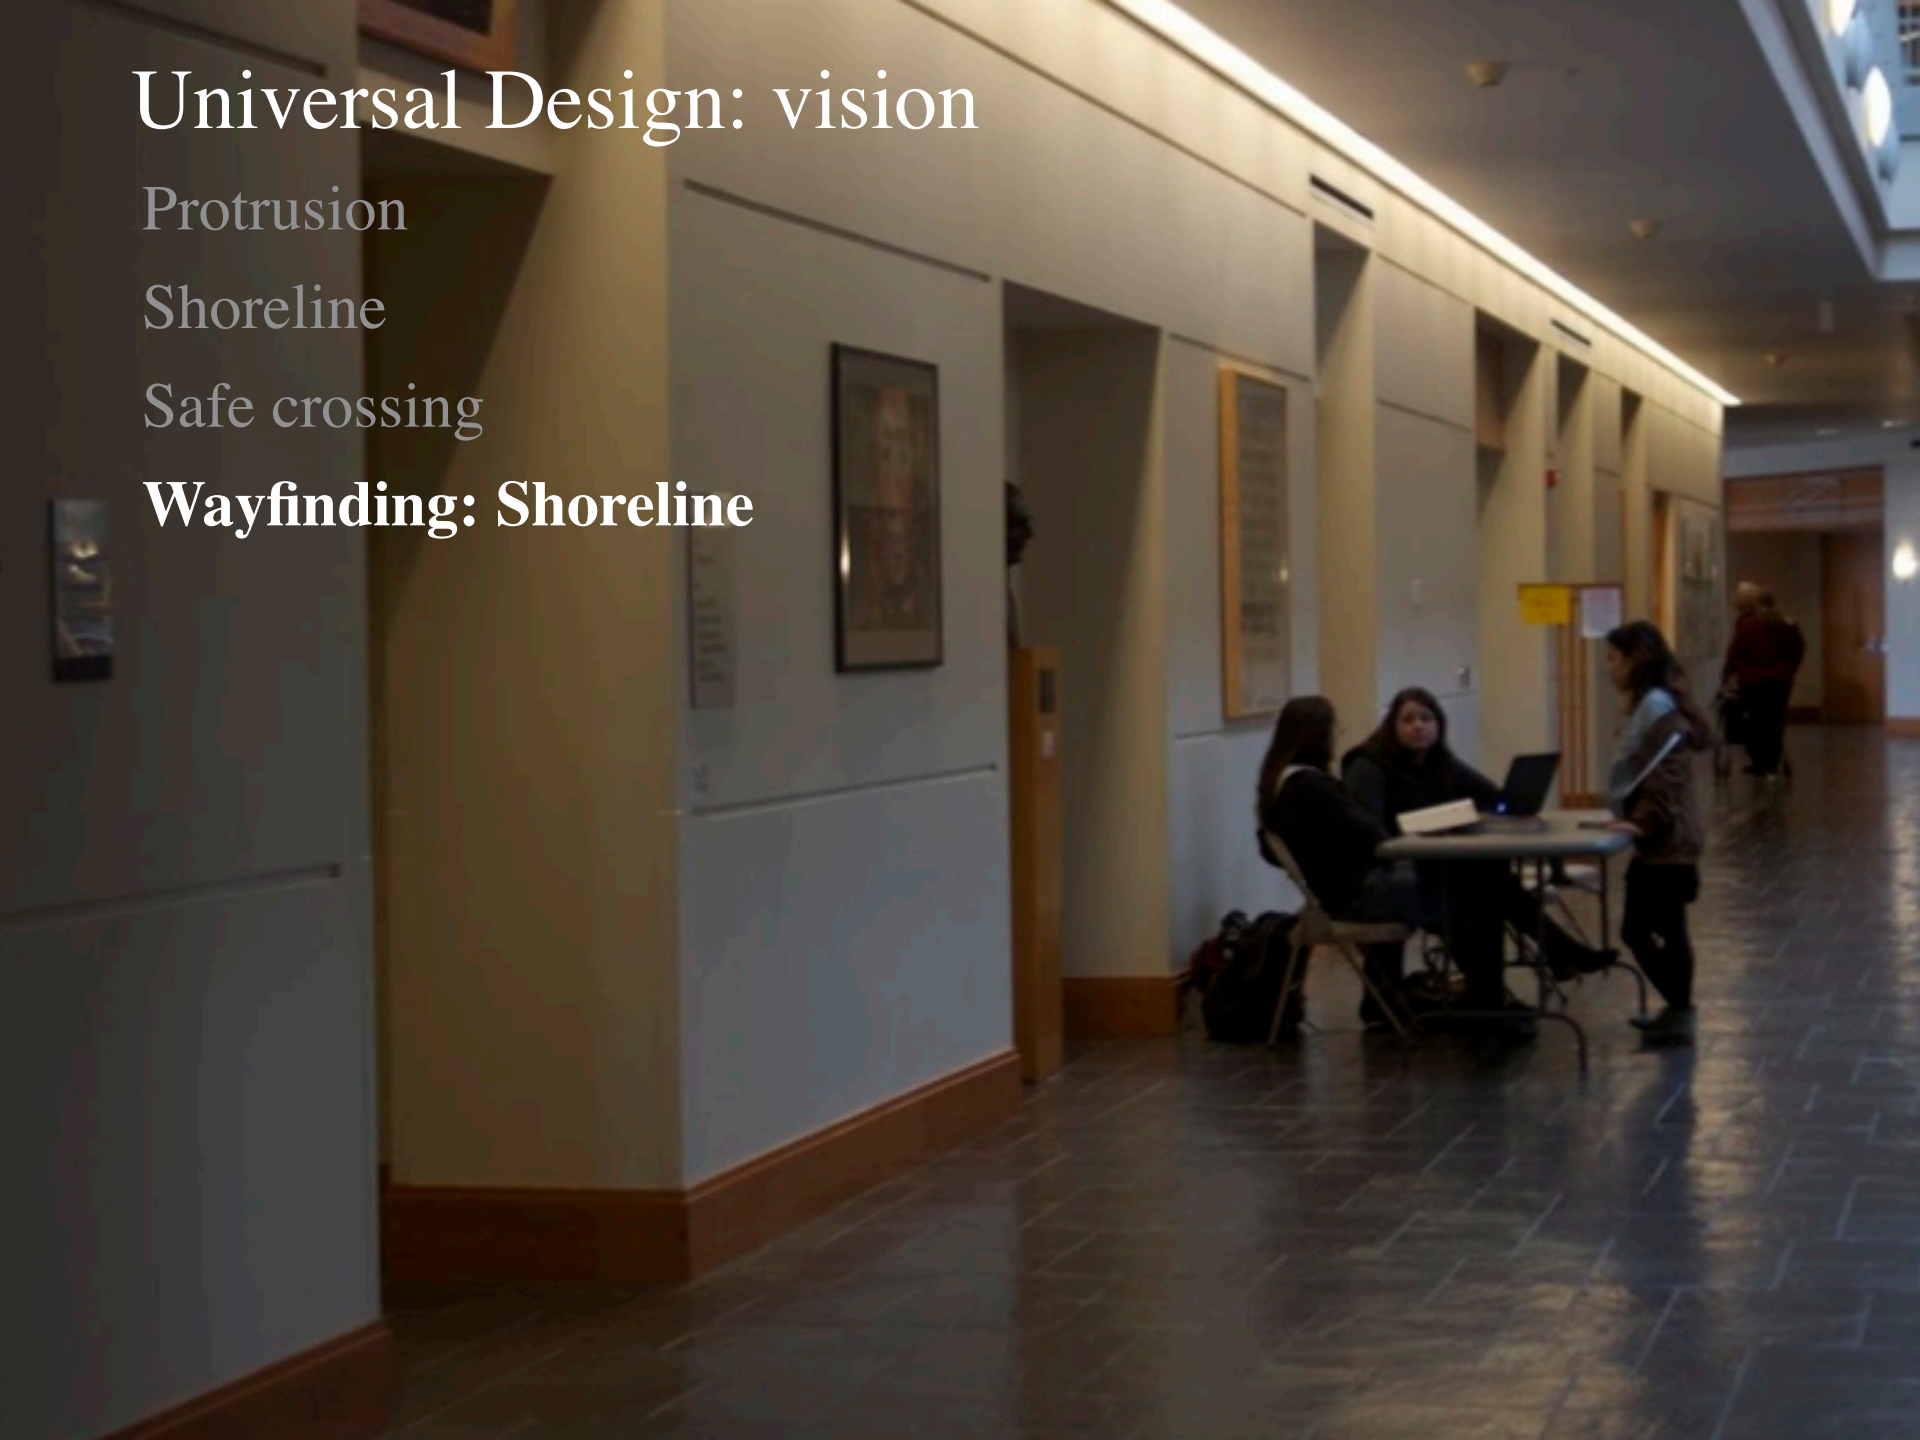 Universal Design: vision
Protrusion
Shoreline
Safe crossing
Wayfinding: Shoreline